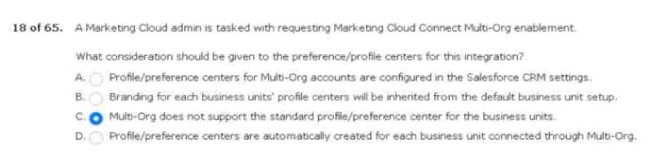 18 of 65. A Marketing Cloud admin is tasked with requesting Marketing Cloud Connect Multi-Org enablement.
What consideration should be given to the preference/profile centers for this integration?
A. Profile/preference centers for Multi-Org accounts are configured in the Salesforce CRM settings.
B. Branding for each business units' profile centers will be inherited from the default business unit setup.
C. Multi-Org does not support the standard profile/preference center for the business units.
D. Profile/preference centers are automatically created for each business unit connected through Multi-Org.